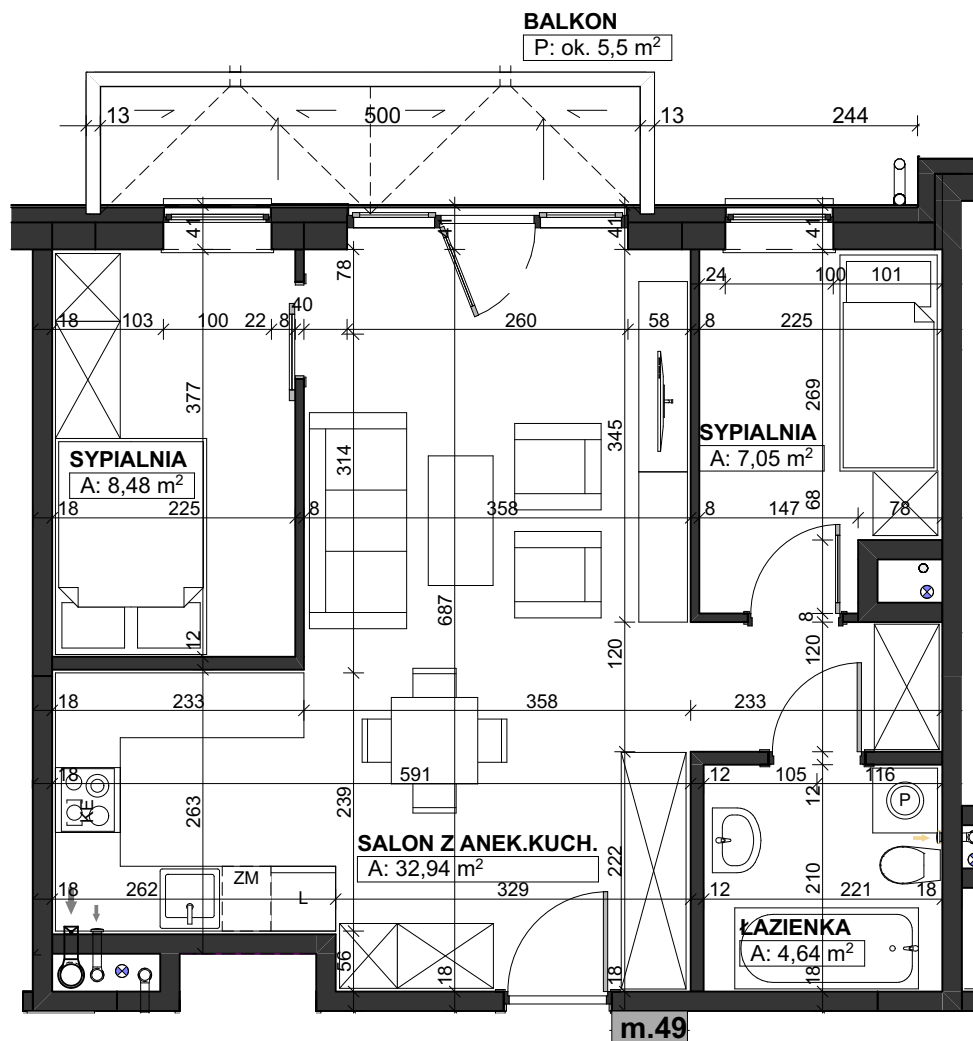 BALKON
P: ok. 5,5 m²
13 500 13 244
41 41 41 41
78
24 100 101
40
18 103 100 22 8 260 58 8 225
377
269
314
345
SYPIALNIA
A: 8,48 m²
SYPIALNIA
A: 7,05 m²
68
18 225 8 358 8 147 78
687
8
12
120
120
18 233 358 233
18 591 12 105 116
12
KE
P
263
239
SALON Z ANEK.KUCH.
A: 32,94 m²
222
210
ZM
L
18 262 329 12 221 18
ŁAZIENKA
A: 4,64 m²
56
18
18
18
m.49